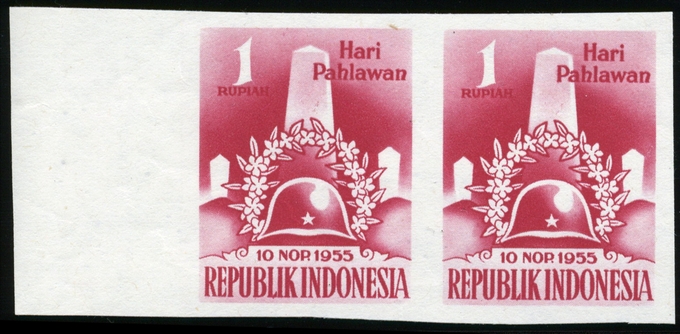 1
RUPIAH
Hari
Pahlawan
10 NOP. 1955
REPUBLIK INDONESIA
1
RUPIAH
Hari
Pahlawan
10 NOP. 1955
REPUBLIK INDONESIA